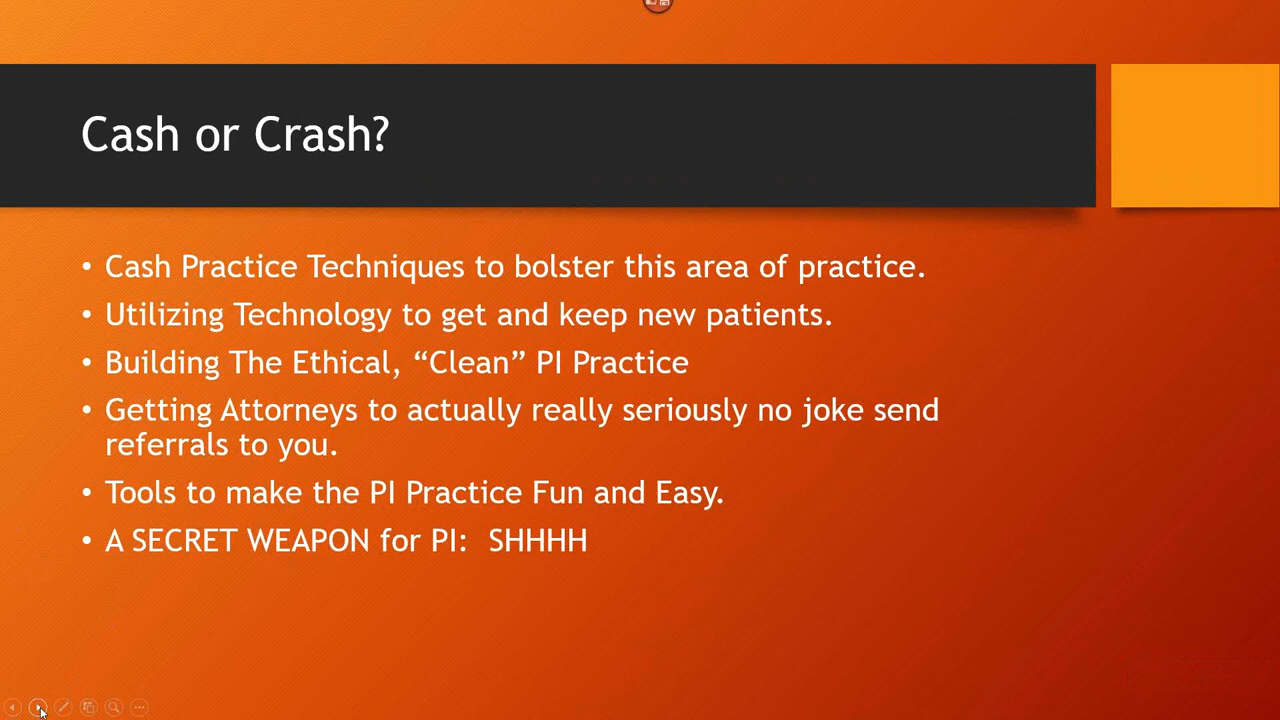 Cash or Crash?
• Cash Practice Techniques to bolster this area of practice.
• Utilizing Technology to get and keep new patients.
• Building The Ethical, “Clean” PI Practice
• Getting Attorneys to actually really seriously no joke send
referrals to you.
• Tools to make the PI Practice Fun and Easy.
• A SECRET WEAPON for PI:  SHHHH